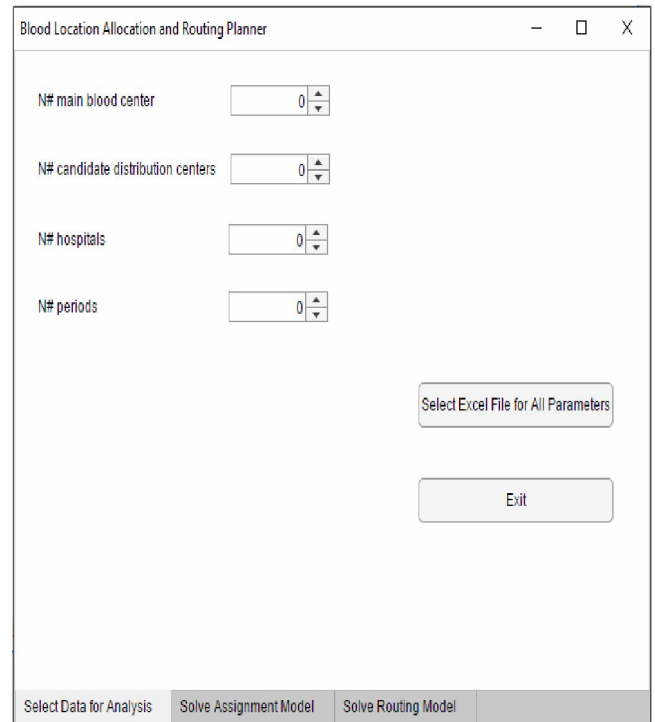 Blood Location Allocation and Routing Planner
N# main blood center 0
N# candidate distribution centers 0
N# hospitals 0
N# periods 0
Select Excel File for All Parameters
Exit
Select Data for Analysis Solve Assignment Model Solve Routing Model